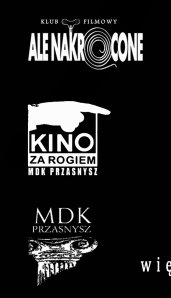 KLUB FILMOWY
ALE NAKRĘCONE
KINO
ZA ROGIEM
MDK PRZASNYSZ
MDK
PRZASNYSZ
wię